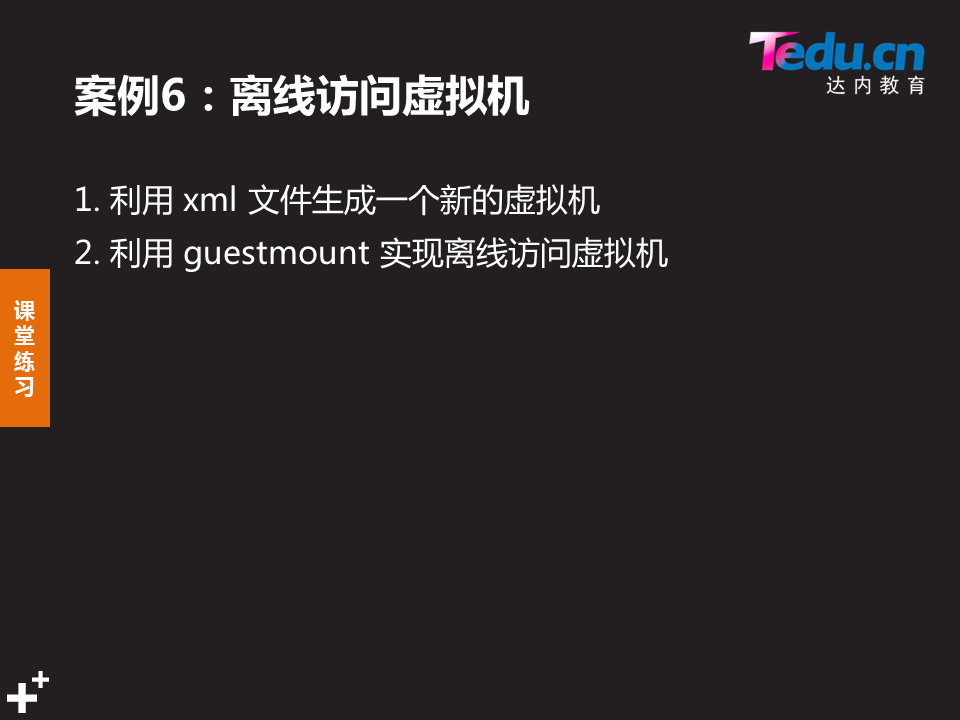 Tedu.cn
达内教育
案例6：离线访问虚拟机
1. 利用 xml 文件生成一个新的虚拟机
2. 利用 guestmount 实现离线访问虚拟机
课
堂
练
习